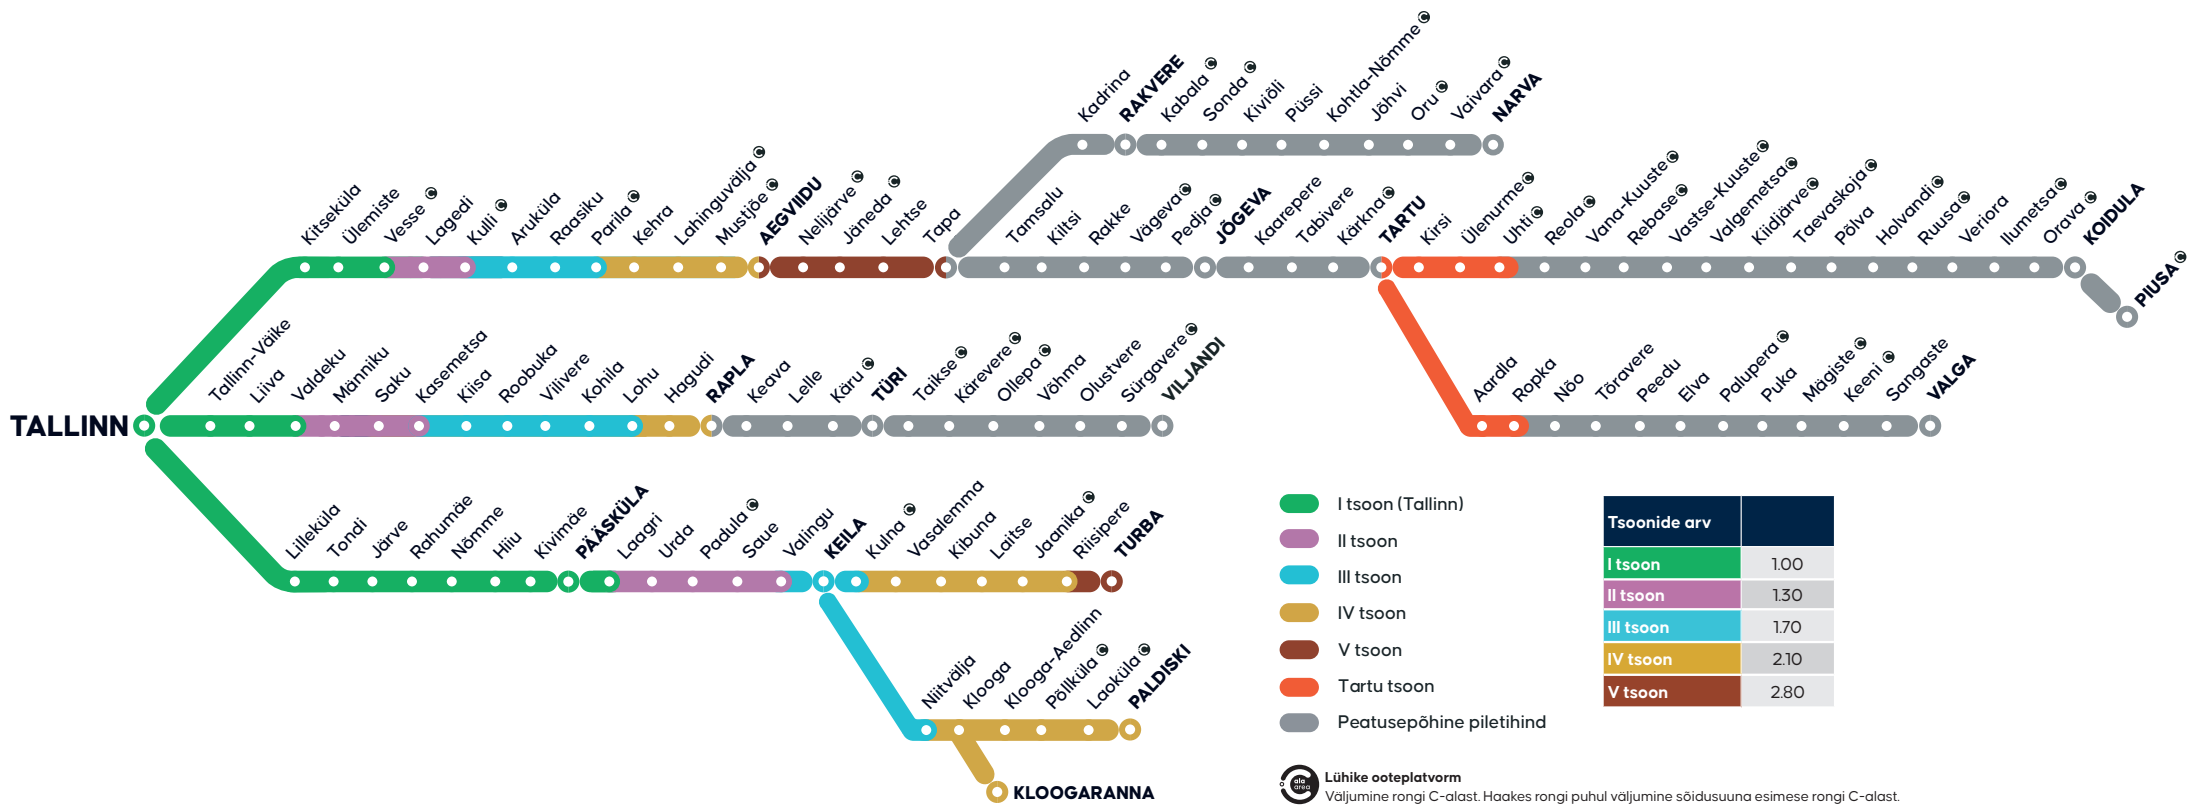 Kadrina
RAKVERE
Kabala
Sonda
Kiviõli
Püssi
Kohtla-Nõmme
Jõhvi
Oru
Vaivara
NARVA
Kitseküla
Ülemiste
Vesse
Lagedi
Kulli
Aruküla
Raasiku
Parila
Kehra
Lahinguvälja
Mustjõe
AEGVIIDU
Nelijärve
Jäneda
Lehtse
Tapa
Tamsalu
Kiltsi
Rakke
Vägeva
Pedja
JÕGEVA
Kaarepere
Tabivere
Kärkna
TARTU
Kirsi
Ülenurme
Uhti
Reola
Vana-Kuuste
Rebase
Vastse-Kuuste
Valgemetsa
Kiidjärve
Taevaskoja
Põlva
Holvandi
Ruusa
Veriora
Ilumetsa
Orava
KOIDULA
PIUSA
TALLINN
Tallinn-Väike
Liiva
Valdeku
Männiku
Saku
Kasemetsa
Kiisa
Roobuka
Vilivere
Kohila
Lohu
Hagudi
RAPLA
Keava
Lelle
Käru
TÜRI
Taikse
Kärevere
Ollepa
Võhma
Olustvere
Sürgavere
VILJANDI
Aardla
Ropka
Nõo
Tõravere
Peedu
Elva
Palupera
Puka
Mägiste
Keeni
Sangaste
VALGA
Lilleküla
Tondi
Järve
Rahumäe
Nõmme
Hiiu
Kivimäe
PÄÄSKÜLA
Laagri
Urda
Padula
Saue
Valingu
KEILA
Kulna
Vasalemma
Kibuna
Laitse
Jaanika
Riisipere
TURBA
Niitvälja
Klooga
Klooga-Aedlinn
Põllküla
Laoküla
PALDISKI
KLOOGARANNA
I tsoon (Tallinn)
II tsoon
III tsoon
IV tsoon
V tsoon
Tartu tsoon
Peatusepõhine piletihind
Tsoonide arv
I tsoon 1.00
II tsoon 1.30
III tsoon 1.70
IV tsoon 2.10
V tsoon 2.80
ala
area
Lühike ooteplatvorm
Väljumine rongi C-alast. Haakes rongi puhul väljumine sõidusuuna esimese rongi C-alast.